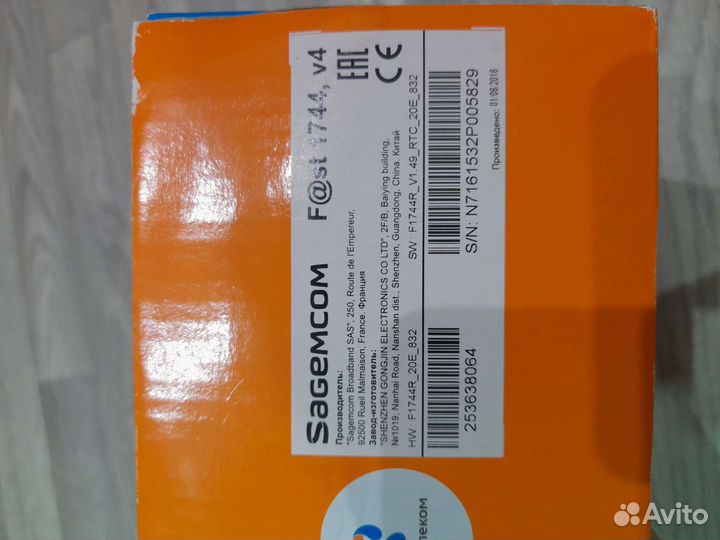 Sagemcom F@st 1744, v4
EAC
CE
Производитель:
"Sagemcom Broadband SAS", 250, Route de l'Empereur,
92500 Rueil Malmaison, France. Франция
Завод-изготовитель:
"SHENZHEN GONGJIN ELECTRONICS CO LTD", 2F/B, Baiying building,
№1019, Nanhai Road, Nanshan dist., Shenzhen, Guangdong, China. Китай
HW: F1744R_20E_832 SW: F1744R_V1.49_RTC_20E_832
253638064
S/N: N7161532P005829
Произведено: 01/06/2016
леком
Avito